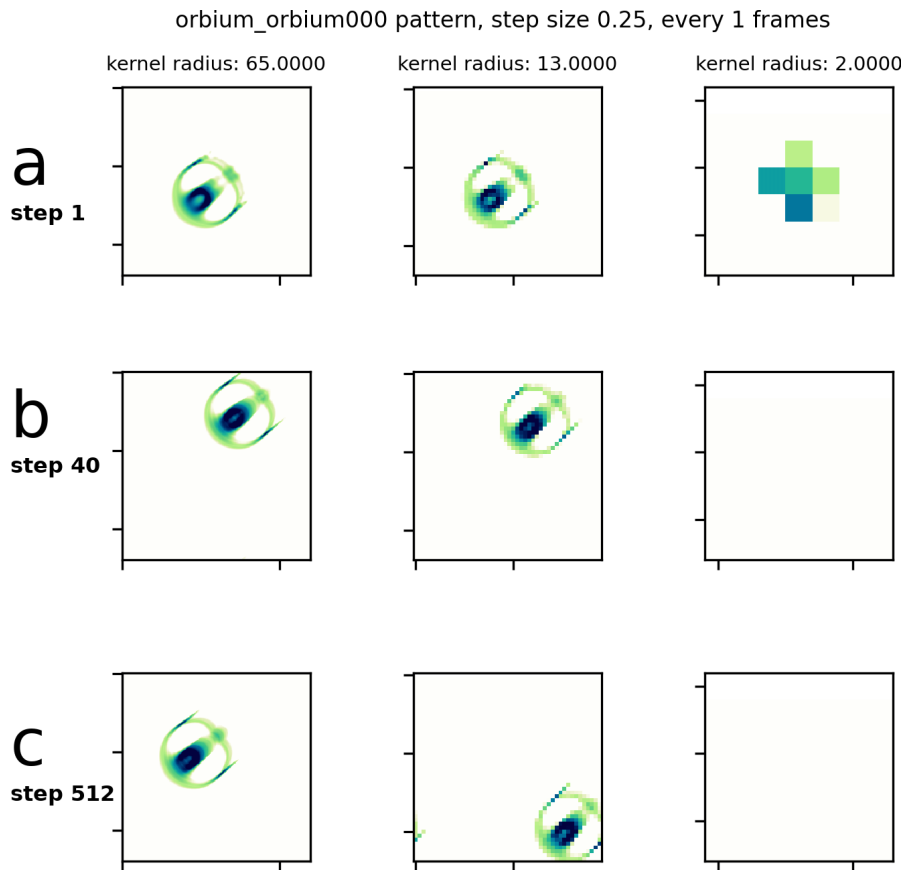 orbium_orbium000 pattern, step size 0.25, every 1 frames
kernel radius: 65.0000
kernel radius: 13.0000
kernel radius: 2.0000
a
step 1
b
step 40
c
step 512